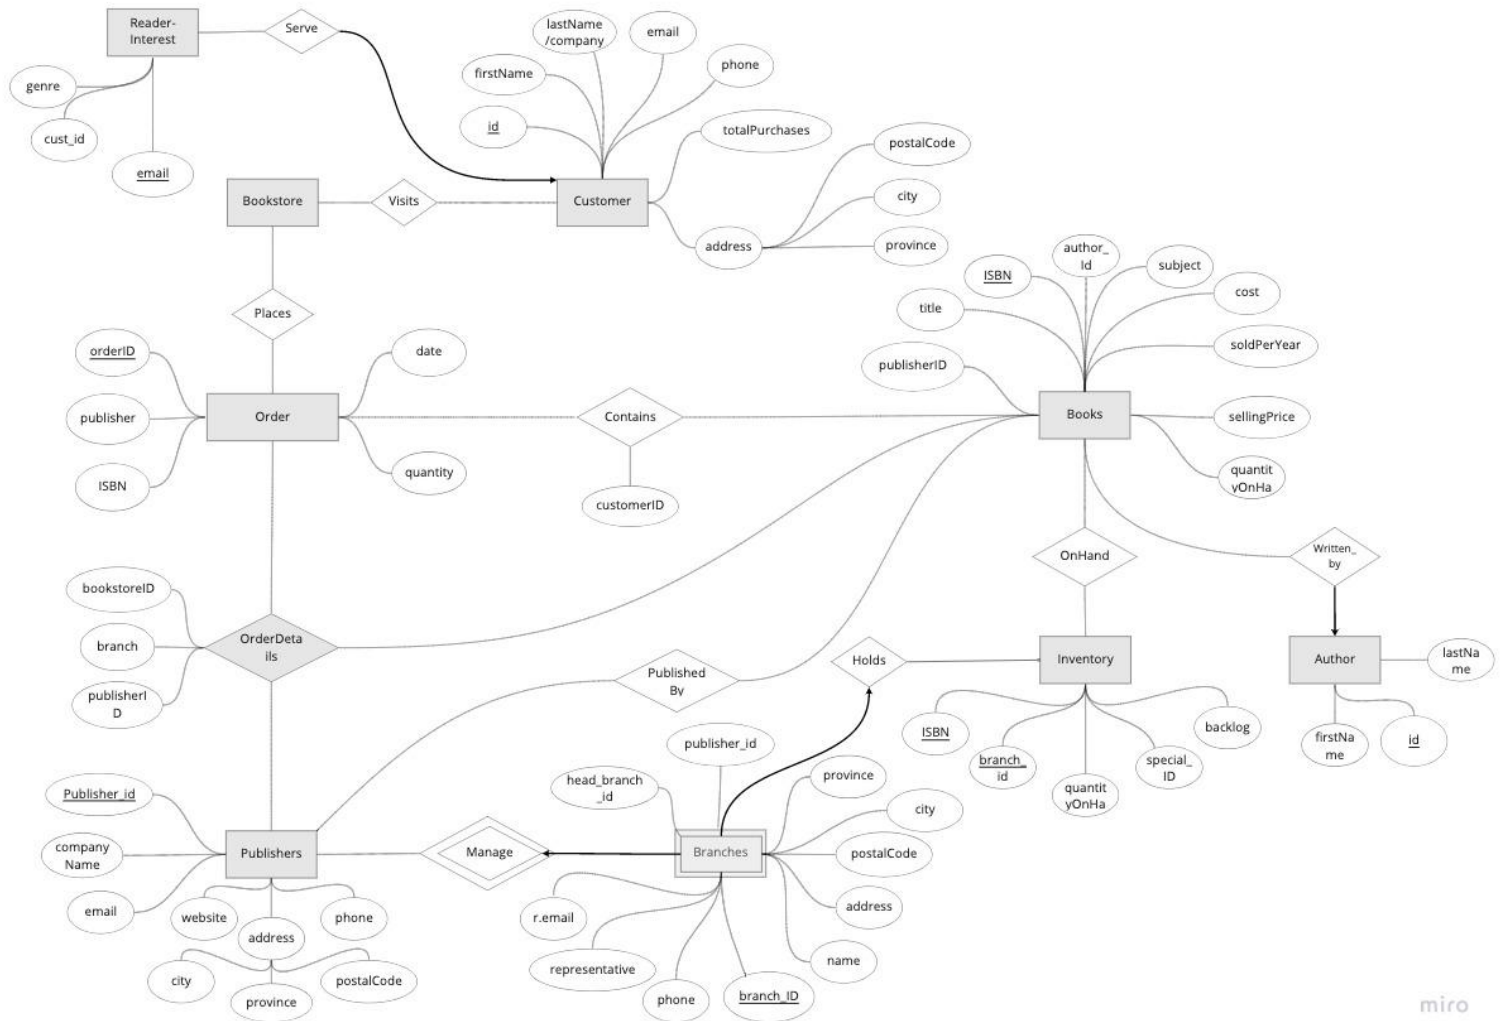 Reader-
Interest
Serve
lastName
/company
email
firstName
phone
genre
id
totalPurchases
cust_id
postalCode
email
Bookstore
Visits
Customer
city
address
province
author_
Id
subject
ISBN
cost
title
Places
orderID
date
soldPerYear
publisherID
publisher
Order
Contains
Books
sellingPrice
ISBN
quantity
quantit
yOnHa
customerID
OnHand
Written_
by
bookstoreID
branch
OrderDeta
ils
publisherI
D
Published
By
Holds
Inventory
Author
lastNa
me
ISBN
branch_
id
quantit
yOnHa
special_
ID
backlog
firstNa
me
id
publisher_id
head_branch
_id
province
Publisher_id
city
company
Name
Publishers
Manage
Branches
postalCode
email
website
phone
r.email
address
address
city
province
postalCode
representative
name
phone
branch_ID
miro